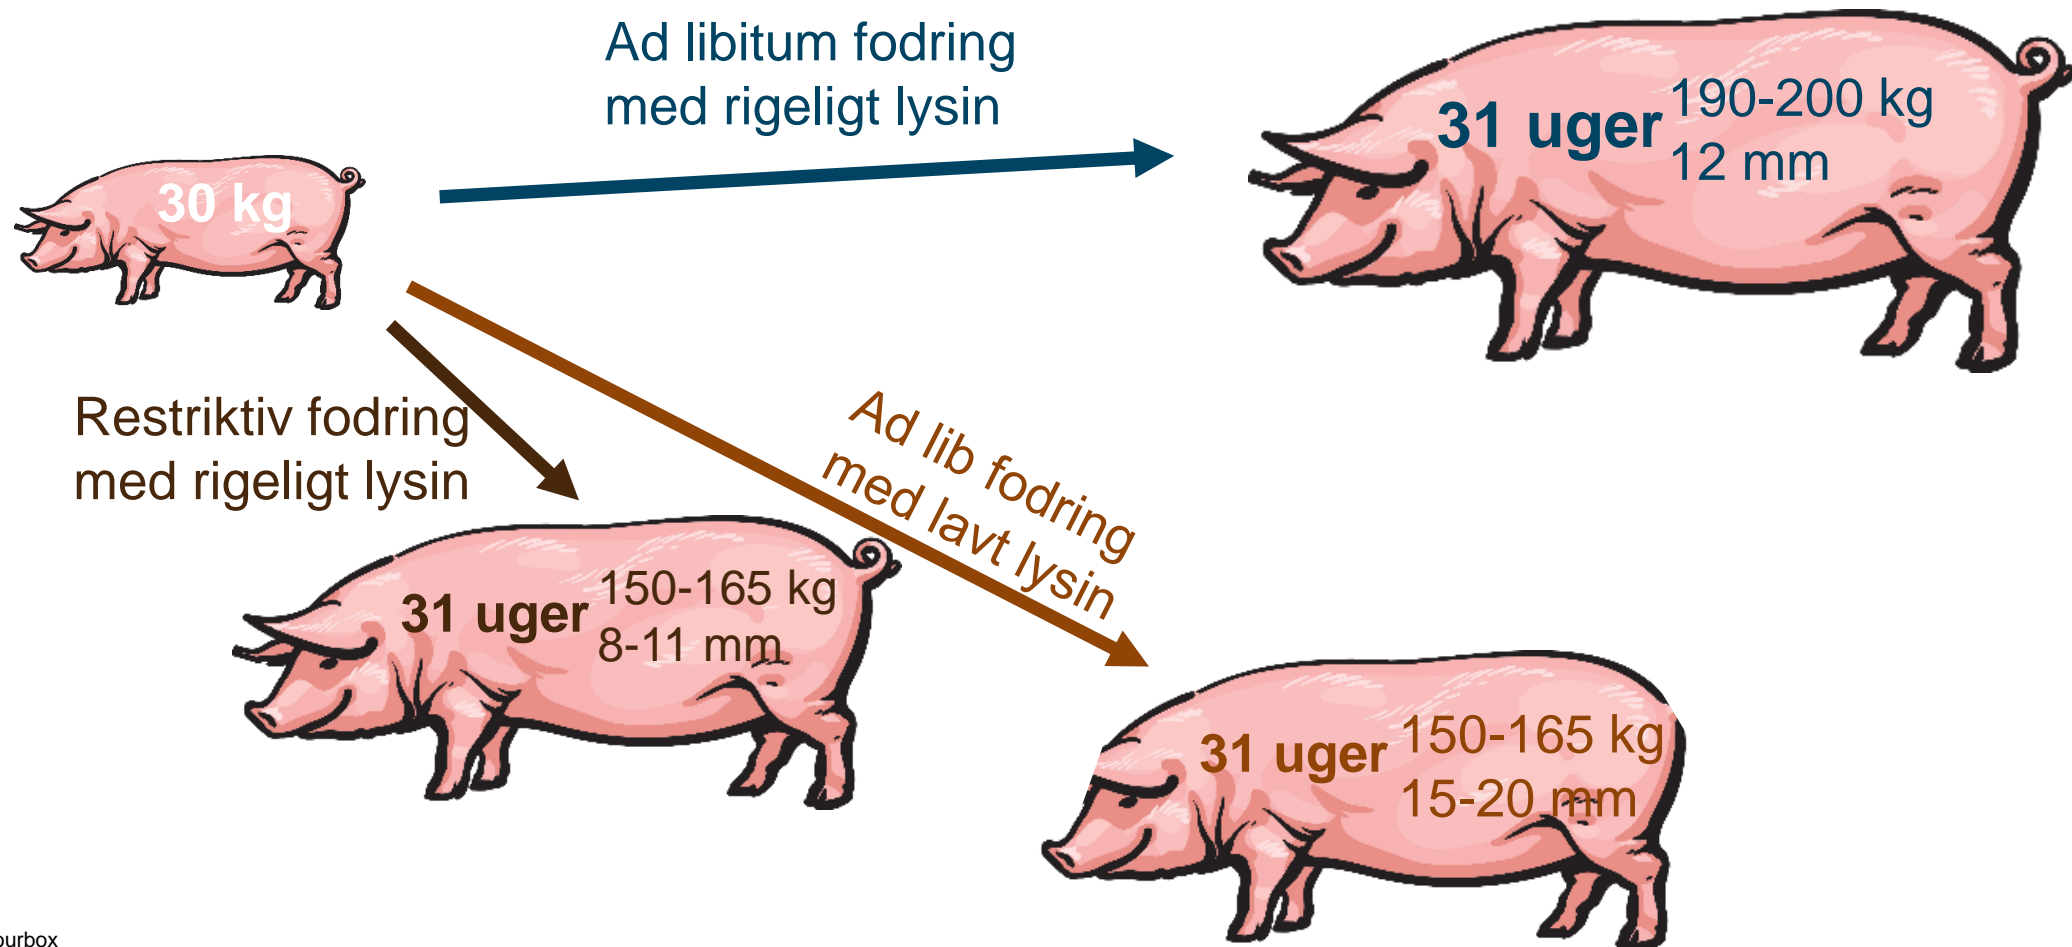 Ad libitum fodring
med rigeligt lysin
30 kg
31 uger
190-200 kg
12 mm
Restriktiv fodring
med rigeligt lysin
Ad lib fodring
med lavt lysin
31 uger
150-165 kg
8-11 mm
31 uger
150-165 kg
15-20 mm